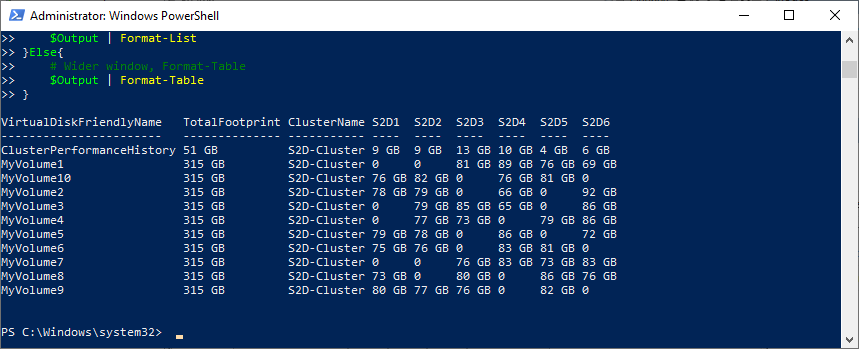 Administrator: Windows PowerShell
>>     $Output | Format-List
>> }Else{
>>     # Wider window, Format-Table
>>     $Output | Format-Table
>> }
VirtualDiskFriendlyName   TotalFootprint ClusterName S2D1  S2D2  S2D3  S2D4  S2D5  S2D6
-----------------------   -------------- ----------- ----  ----  ----  ----  ----  ----
ClusterPerformanceHistory 51 GB          S2D-Cluster 9 GB  9 GB  13 GB 10 GB 4 GB  6 GB
MyVolume1                 315 GB         S2D-Cluster 0     0     81 GB 89 GB 76 GB 69 GB
MyVolume10                315 GB         S2D-Cluster 76 GB 82 GB 0     76 GB 81 GB 0
MyVolume2                 315 GB         S2D-Cluster 78 GB 79 GB 0     66 GB 0     92 GB
MyVolume3                 315 GB         S2D-Cluster 0     79 GB 85 GB 65 GB 0     86 GB
MyVolume4                 315 GB         S2D-Cluster 0     77 GB 73 GB 0     79 GB 86 GB
MyVolume5                 315 GB         S2D-Cluster 79 GB 78 GB 0     86 GB 0     72 GB
MyVolume6                 315 GB         S2D-Cluster 75 GB 76 GB 0     83 GB 81 GB 0
MyVolume7                 315 GB         S2D-Cluster 0     0     76 GB 83 GB 73 GB 83 GB
MyVolume8                 315 GB         S2D-Cluster 73 GB 0     80 GB 0     86 GB 76 GB
MyVolume9                 315 GB         S2D-Cluster 80 GB 77 GB 76 GB 0     82 GB 0
PS C:\Windows\system32>